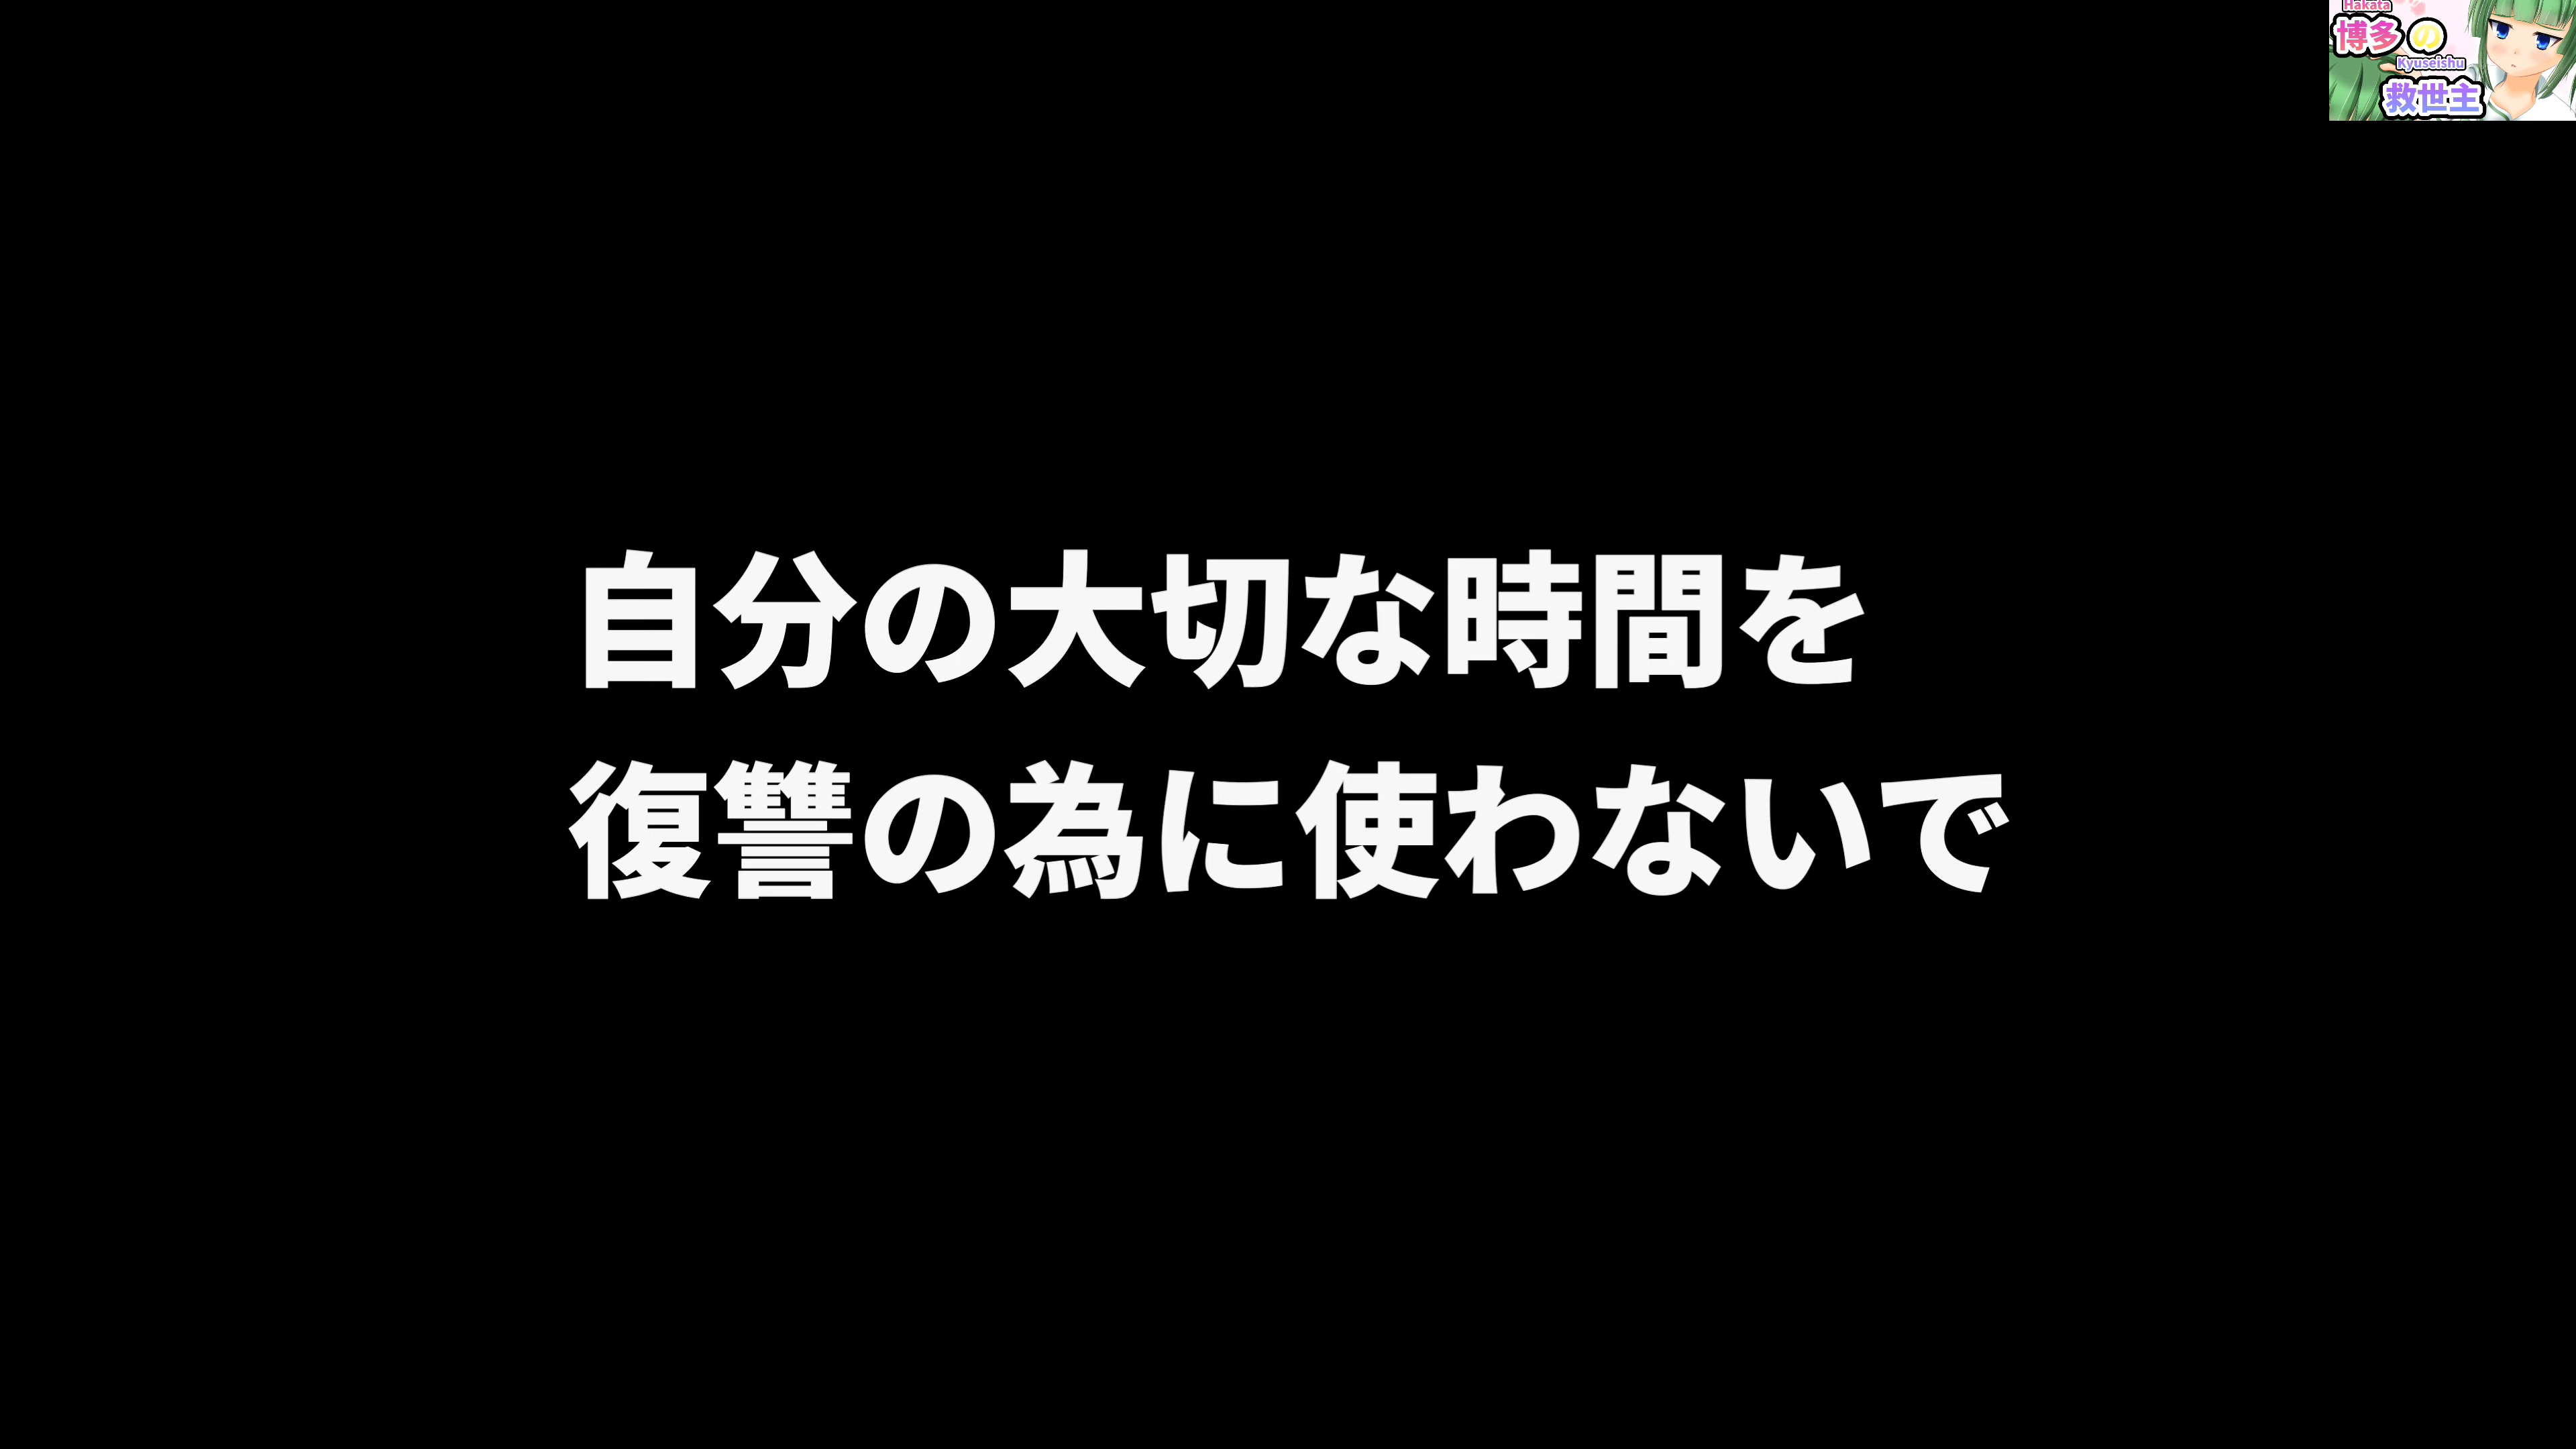 Hakata
博多の
Kyuseishu
救世主
自分の大切な時間を
復讐の為に使わないで